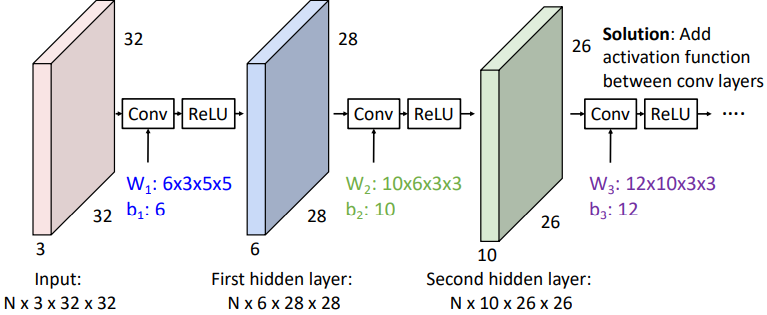 32
28
26
Solution: Add
activation function
between conv layers
Conv
ReLU
Conv
ReLU
Conv
ReLU
....
W₁: 6x3x5x5
b₁: 6
W₂: 10x6x3x3
b₂: 10
W₃: 12x10x3x3
b₃: 12
32
28
26
3
6
10
Input:
N x 3 x 32 x 32
First hidden layer:
N x 6 x 28 x 28
Second hidden layer:
N x 10 x 26 x 26